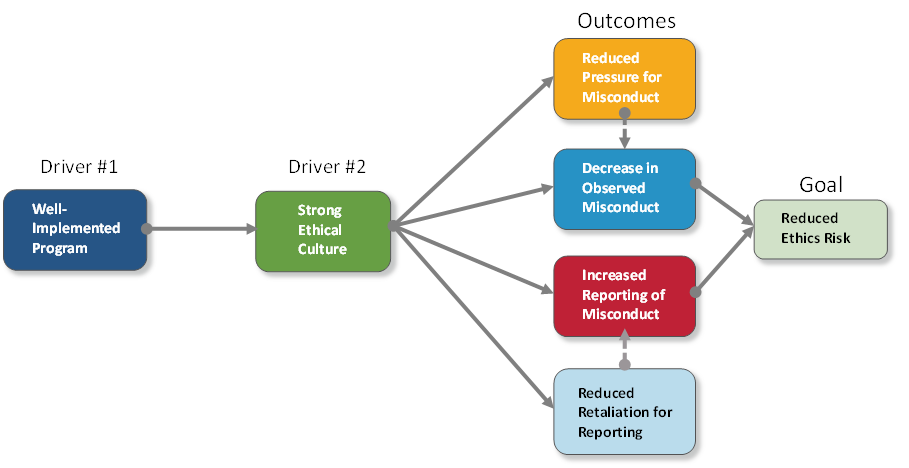 Outcomes
Reduced
Pressure for
Misconduct
Driver #1
Driver #2
Decrease in
Observed
Misconduct
Goal
Well-
Implemented
Program
Strong
Ethical
Culture
Reduced
Ethics Risk
Increased
Reporting of
Misconduct
Reduced
Retaliation for
Reporting